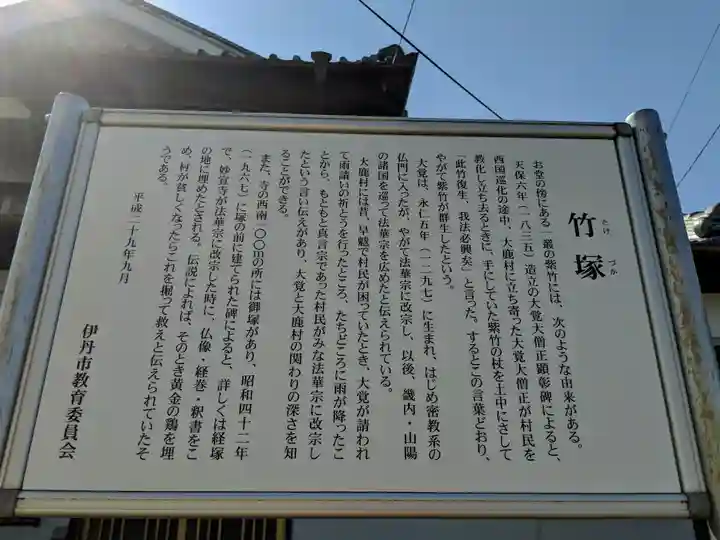 竹塚
たけ づか
お堂の傍にある一叢の紫竹には、次のような由来がある。
天保六年(一八三五)造立の大覚大僧正顕彰碑によると、
西国巡化の途中、大鹿村に立ち寄った大覚大僧正が村民を
教化し立ち去るときに、手にしていた紫竹の杖を土中にさして
「此竹復生、我法必興矣」と言った。するとこの言葉どおり、
やがて紫竹が群生したという。
大覚は、永仁五年(一二九七)に生まれ、はじめ密教系の
仏門に入ったが、やがて法華宗に改宗し、以後、畿内・山陽
の諸国を巡って法華宗を広めたと伝えられている。
大鹿村には昔、旱魃で村民が困っていたとき、大覚が請われ
て雨請いの祈とうを行ったところ、たちどころに雨が降ったこ
とから、もともと真言宗であった村民がみな法華宗に改宗し
たという言い伝えがあり、大覚と大鹿村の関わりの深さを知
ることができる。
また、寺の西南一〇〇mの所には御塚があり、昭和四十二年
(一九六七)に塚の前に建てられた碑によると、詳しくは経塚
で、妙宣寺が法華宗に改宗した時に、仏像・経巻・釈書をこ
の地に埋めたとされる。伝説によれば、そのとき黄金の鶏を埋
め、村が貧しくなったらこれを掘って救えと伝えられていたそ
うである。
平成二十九年九月
伊丹市教育委員会